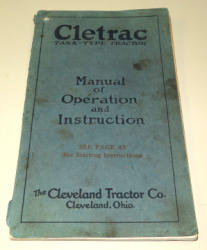 Cletrac
TANK-TYPE TRACTOR
Manual
of
Operation
and
Instruction
SEE PAGE 43
For Starting Instructions
The Cleveland Tractor Co.
Cleveland, Ohio.